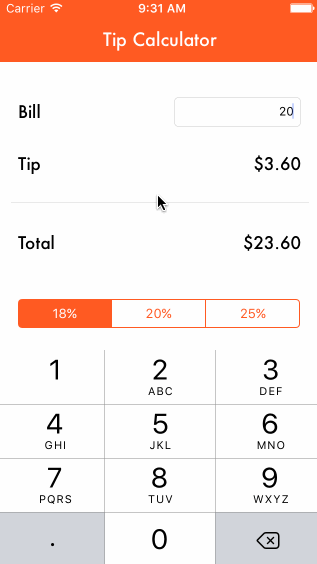 Carrier 9:31 AM
Tip Calculator
Bill 20
Tip $3.60
Total $23.60
18% 20% 25%
1 2 3
ABC DEF
4 5 6
GHI JKL MNO
7 8 9
PQRS TUV WXYZ
. 0